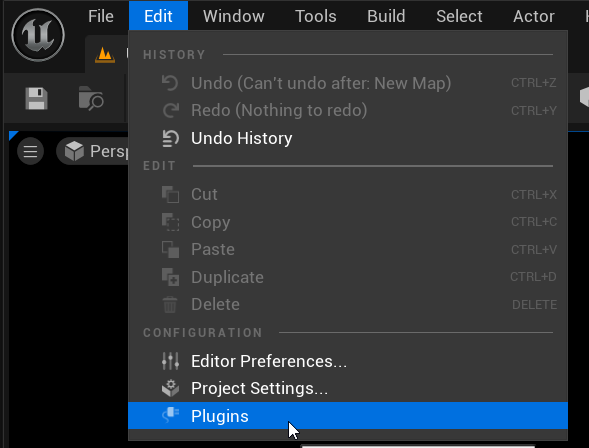 File Edit Window Tools Build Select Actor
HISTORY
Undo (Can't undo after: New Map) CTRL+Z
Redo (Nothing to redo) CTRL+Y
Undo History
Persp
EDIT
Cut CTRL+X
Copy CTRL+C
Paste CTRL+V
Duplicate CTRL+D
Delete DELETE
CONFIGURATION
Editor Preferences...
Project Settings...
Plugins